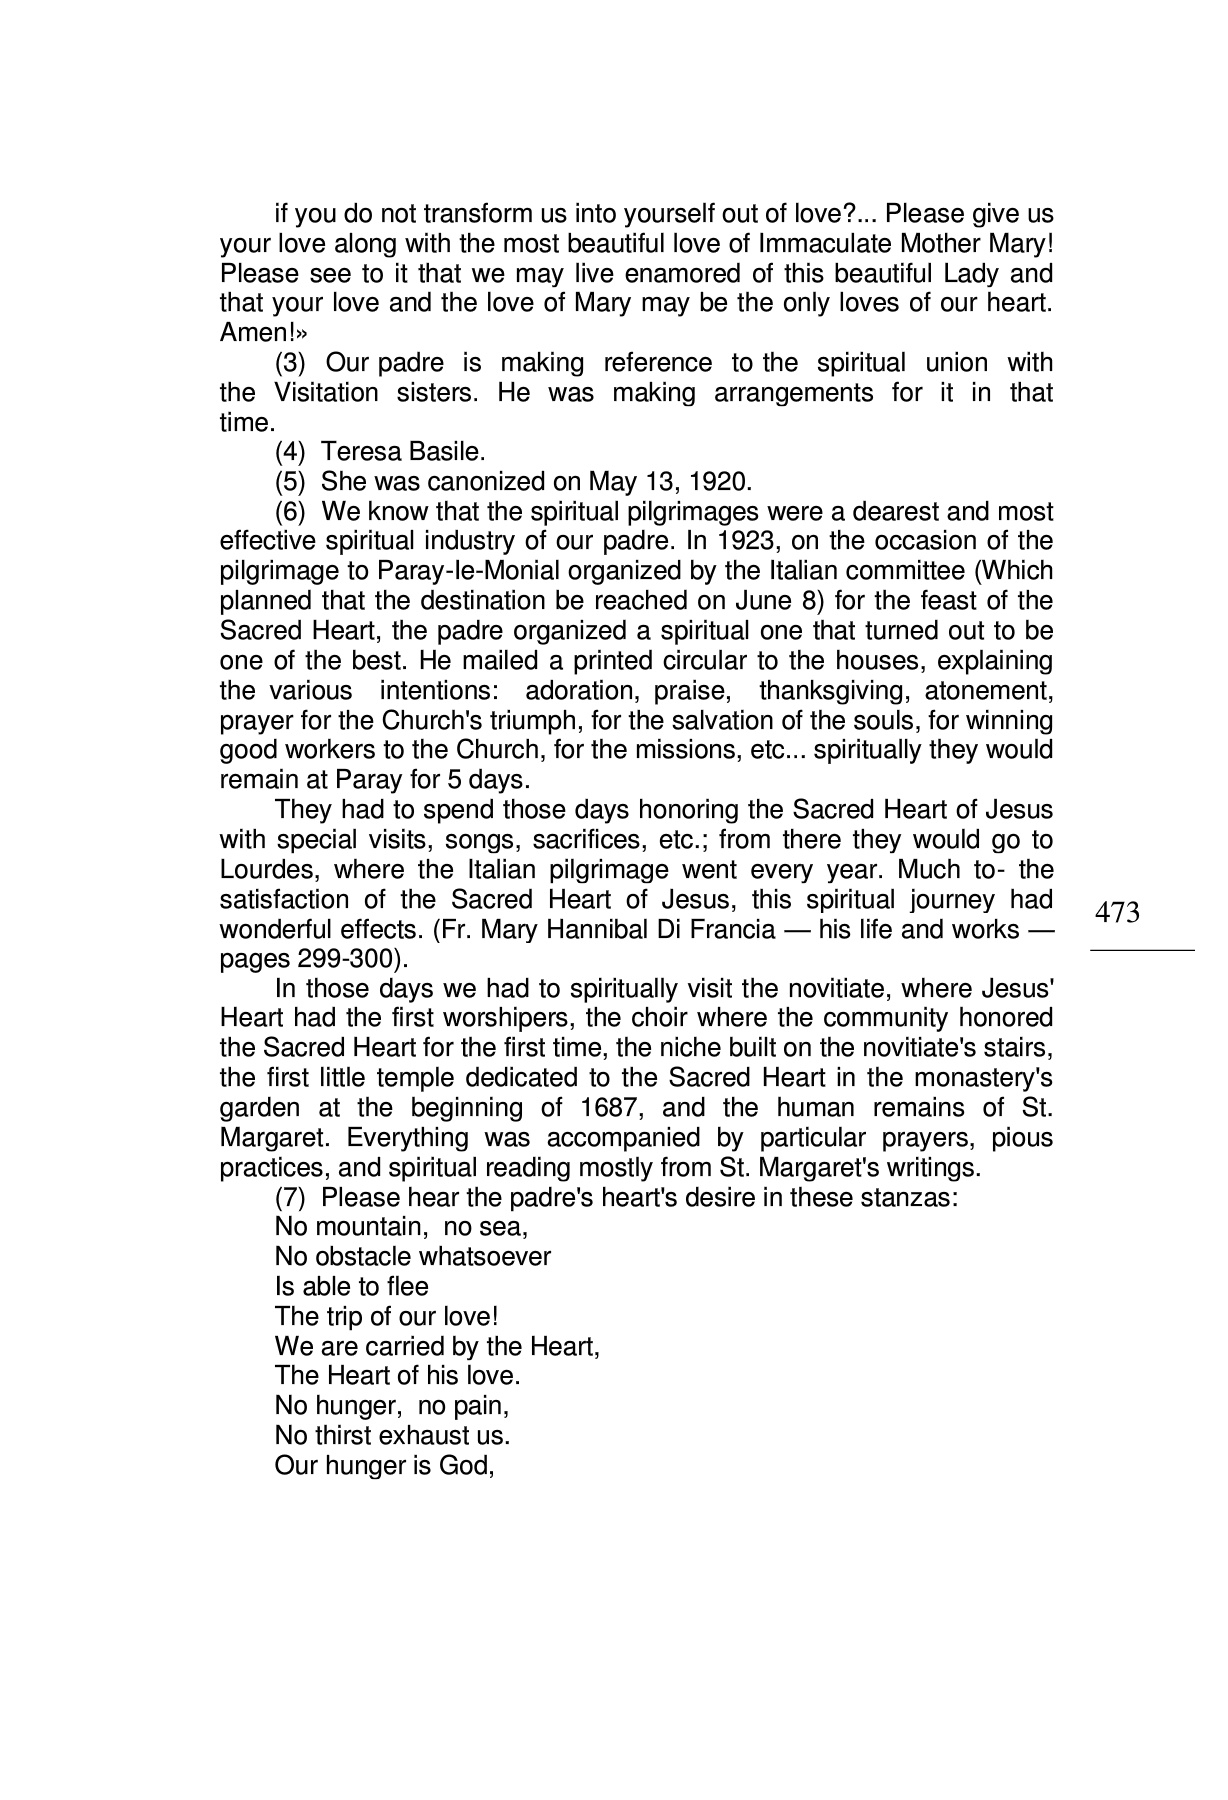 if you do not transform us into yourself out of love?... Please give us
your love along with the most beautiful love of Immaculate Mother Mary!
Please see to it that we may live enamored of this beautiful Lady and
that your love and the love of Mary may be the only loves of our heart.
Amen!»
(3) Our padre is making reference to the spiritual union with
the Visitation sisters. He was making arrangements for it in that
time.
(4) Teresa Basile.
(5) She was canonized on May 13, 1920.
(6) We know that the spiritual pilgrimages were a dearest and most
effective spiritual industry of our padre. In 1923, on the occasion of the
pilgrimage to Paray-le-Monial organized by the Italian committee (Which
planned that the destination be reached on June 8) for the feast of the
Sacred Heart, the padre organized a spiritual one that turned out to be
one of the best. He mailed a printed circular to the houses, explaining
the various intentions: adoration, praise, thanksgiving, atonement,
prayer for the Church's triumph, for the salvation of the souls, for winning
good workers to the Church, for the missions, etc... spiritually they would
remain at Paray for 5 days.
They had to spend those days honoring the Sacred Heart of Jesus
with special visits, songs, sacrifices, etc.; from there they would go to
Lourdes, where the Italian pilgrimage went every year. Much to- the
satisfaction of the Sacred Heart of Jesus, this spiritual journey had
wonderful effects. (Fr. Mary Hannibal Di Francia — his life and works —
pages 299-300).
In those days we had to spiritually visit the novitiate, where Jesus'
Heart had the first worshipers, the choir where the community honored
the Sacred Heart for the first time, the niche built on the novitiate's stairs,
the first little temple dedicated to the Sacred Heart in the monastery's
garden at the beginning of 1687, and the human remains of St.
Margaret. Everything was accompanied by particular prayers, pious
practices, and spiritual reading mostly from St. Margaret's writings.
(7) Please hear the padre's heart's desire in these stanzas:
No mountain, no sea,
No obstacle whatsoever
Is able to flee
The trip of our love!
We are carried by the Heart,
The Heart of his love.
No hunger, no pain,
No thirst exhaust us.
Our hunger is God,
473